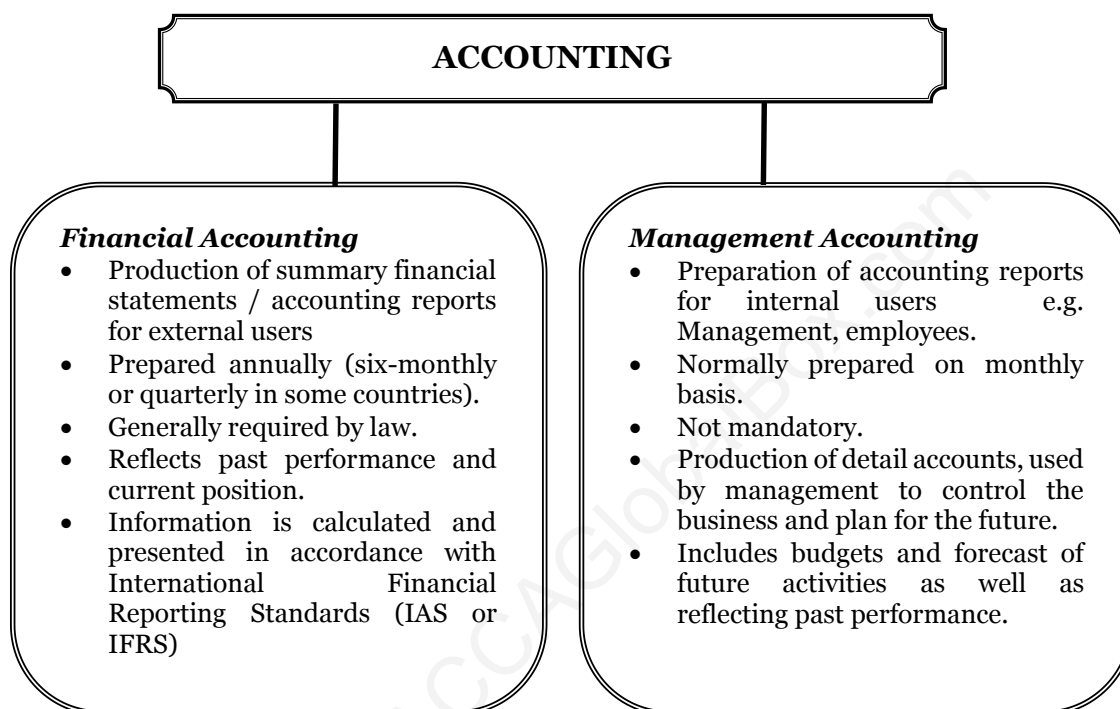 ACCOUNTING
Financial Accounting
• Production of summary financial
statements / accounting reports
for external users
• Prepared annually (six-monthly
or quarterly in some countries).
• Generally required by law.
• Reflects past performance and
current position.
• Information is calculated and
presented in accordance with
International Financial
Reporting Standards (IAS or
IFRS)
Management Accounting
• Preparation of accounting reports
for internal users e.g.
Management, employees.
• Normally prepared on monthly
basis.
• Not mandatory.
• Production of detail accounts, used
by management to control the
business and plan for the future.
• Includes budgets and forecast of
future activities as well as
reflecting past performance.
CCAGlobalBox.com